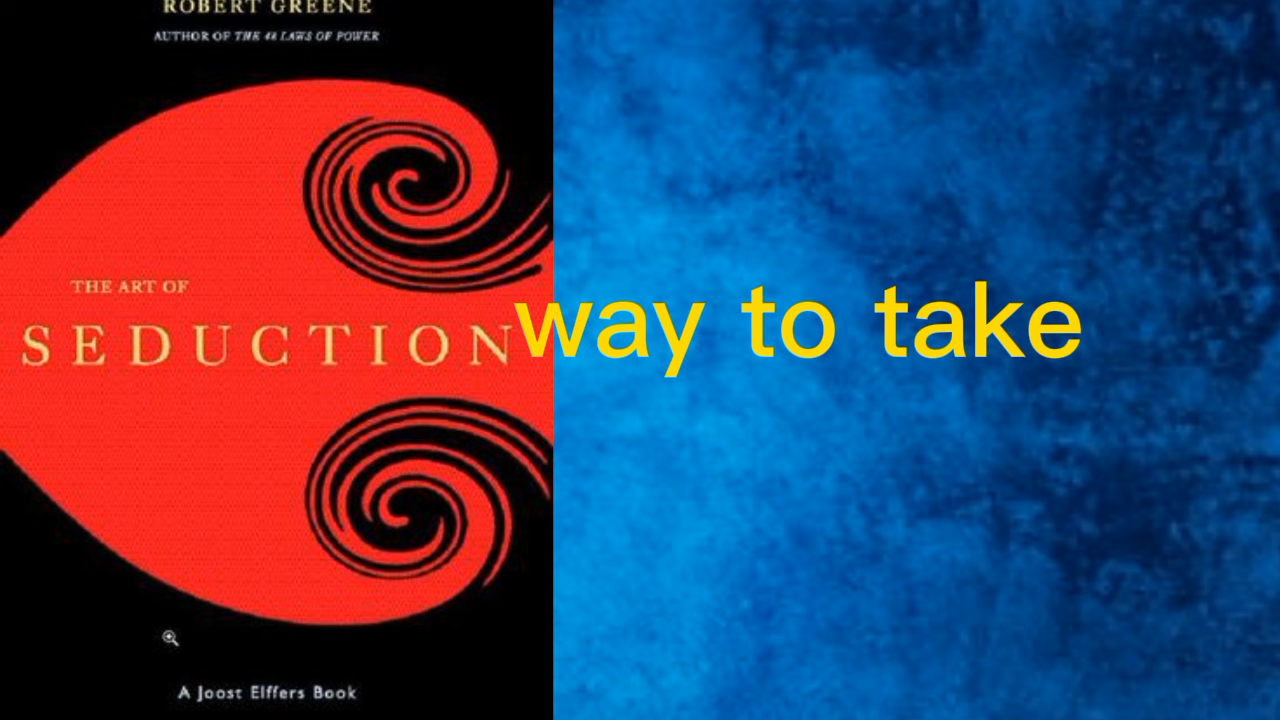 ROBERT GREENE
AUTHOR OF THE 48 LAWS OF POWER
THE ART OF
SEDUCTION
way to take
A Joost Elffers Book